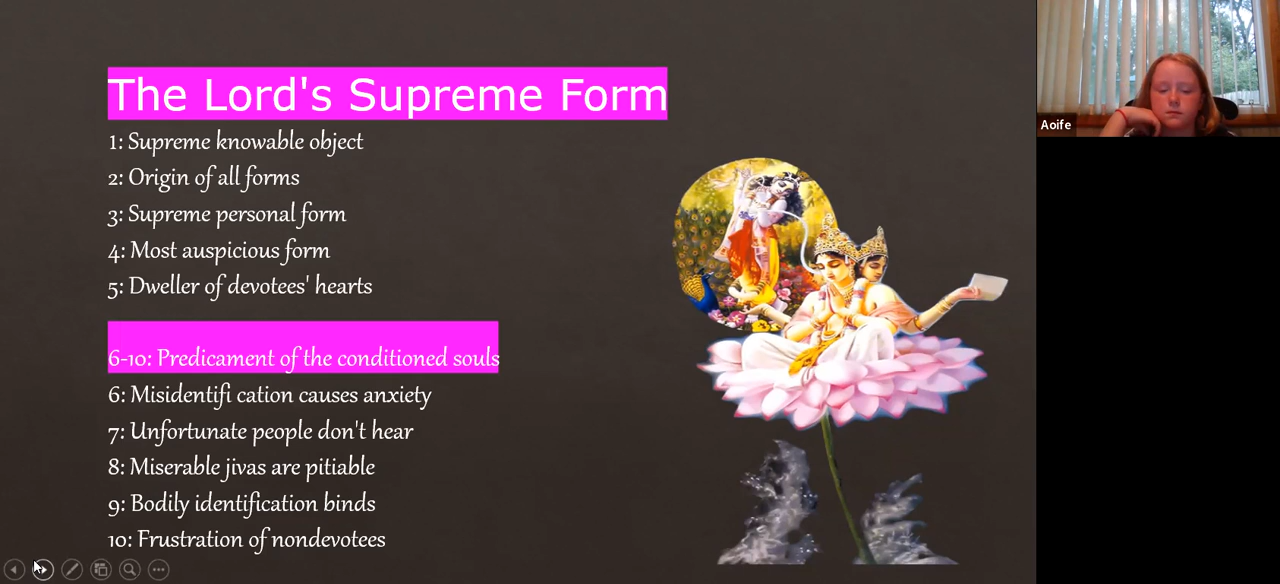 The Lord's Supreme Form
1: Supreme knowable object
2: Origin of all forms
3: Supreme personal form
4: Most auspicious form
5: Dweller of devotees' hearts
6-10: Predicament of the conditioned souls
6: Misidentifi cation causes anxiety
7: Unfortunate people don't hear
8: Miserable jivas are pitiable
9: Bodily identification binds
10: Frustration of nondevotees
Aoife